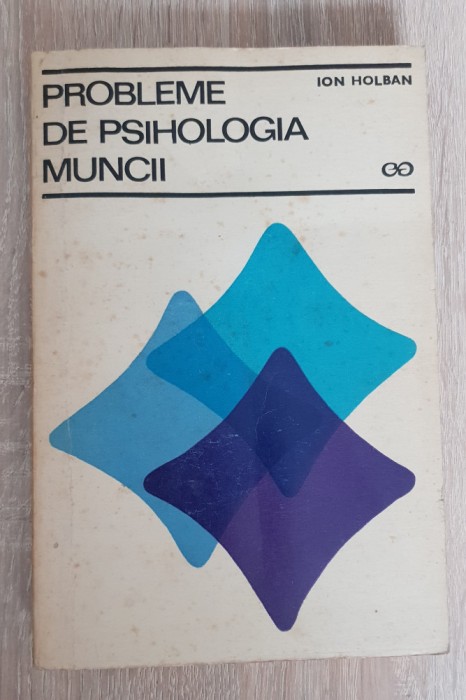 ION HOLBAN
PROBLEME
DE PSIHOLOGIA
MUNCII